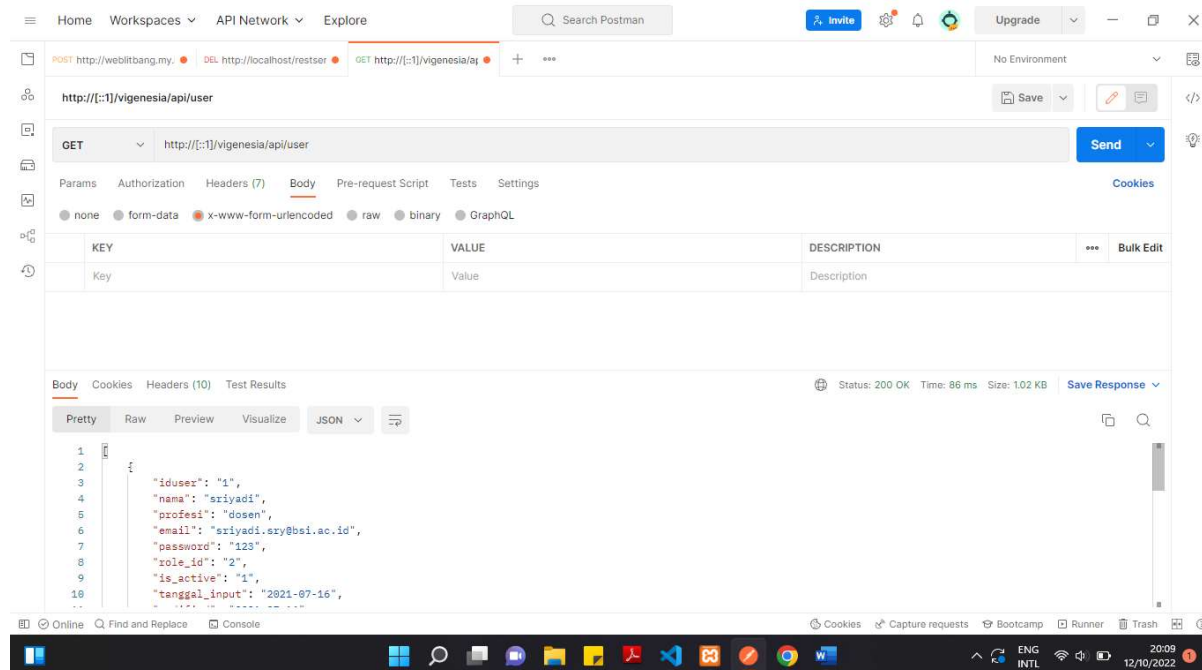 Home Workspaces API Network Explore Search Postman Invite Upgrade
POST http://weblitbang.my. DEL http://localhost/restser GET http://[::1]/vigenesia/ap No Environment
http://[::1]/vigenesia/api/user Save
GET http://[::1]/vigenesia/api/user Send
Params Authorization Headers (7) Body Pre-request Script Tests Settings Cookies
none form-data x-www-form-urlencoded raw binary GraphQL
KEY VALUE DESCRIPTION Bulk Edit
Key Value Description
Body Cookies Headers (10) Test Results Status: 200 OK Time: 86 ms Size: 1.02 KB Save Response
Pretty Raw Preview Visualize JSON
1 [
2 {
3 "iduser": "1",
4 "nama": "sriyadi",
5 "profesi": "dosen",
6 "email": "sriyadi.sry@bsi.ac.id",
7 "password": "123",
8 "role_id": "2",
9 "is_active": "1",
10 "tanggal_input": "2021-07-16",
Online Find and Replace Console Cookies Capture requests Bootcamp Runner Trash
ENG 20:09
INTL 12/10/2022 1